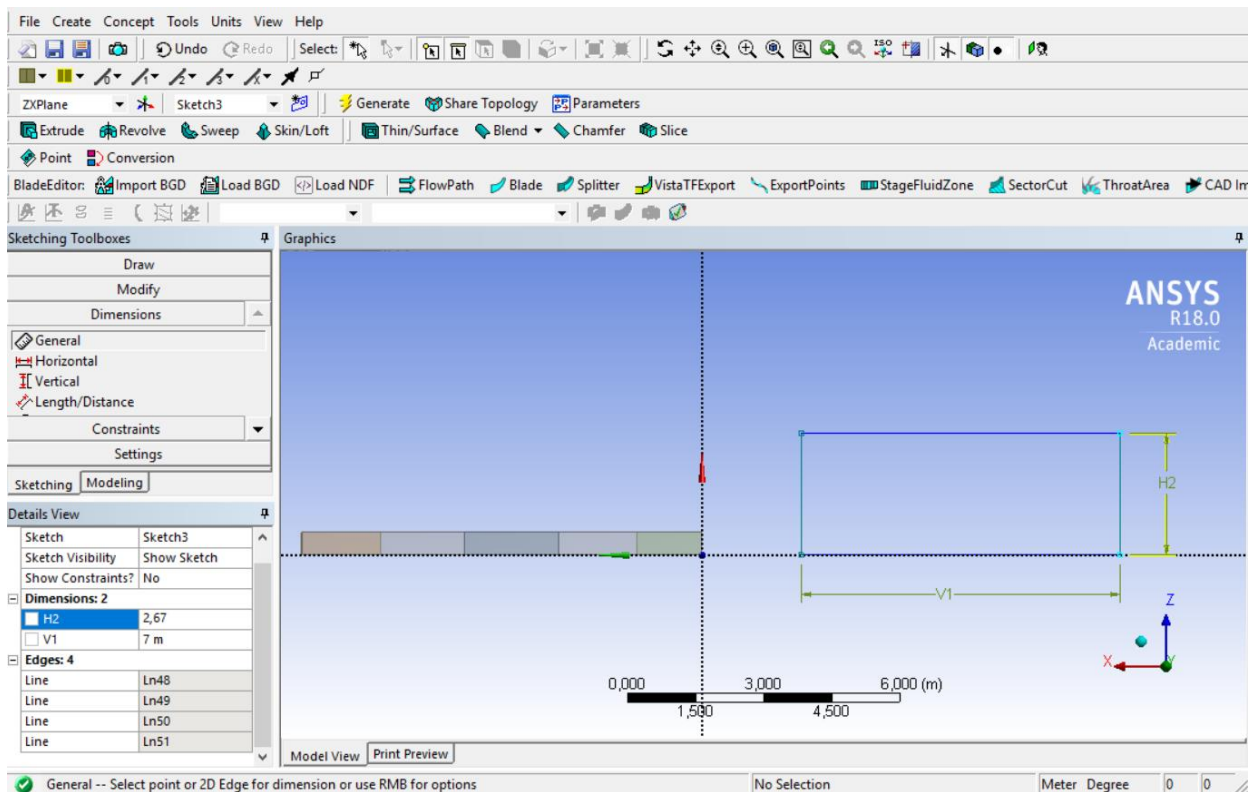 File Create Concept Tools Units View Help
Undo Redo Select: ISO
ZXPlane Sketch3 Generate Share Topology Parameters
Extrude Revolve Sweep Skin/Loft Thin/Surface Blend Chamfer Slice
Point Conversion
BladeEditor: Import BGD Load BGD Load NDF FlowPath Blade Splitter VistaTFExport ExportPoints StageFluidZone SectorCut ThroatArea CAD Im
Sketching Toolboxes
Draw
Modify
Dimensions
General
Horizontal
Vertical
Length/Distance
Constraints
Settings
Sketching Modeling
Details View
Sketch Sketch3
Sketch Visibility Show Sketch
Show Constraints? No
Dimensions: 2
H2 2,67
V1 7 m
Edges: 4
Line Ln48
Line Ln49
Line Ln50
Line Ln51
Graphics
ANSYS
R18.0
Academic
H2
V1
Z
X
Y
0,000 3,000 6,000 (m)
1,500 4,500
Model View Print Preview
General -- Select point or 2D Edge for dimension or use RMB for options No Selection Meter Degree 0 0